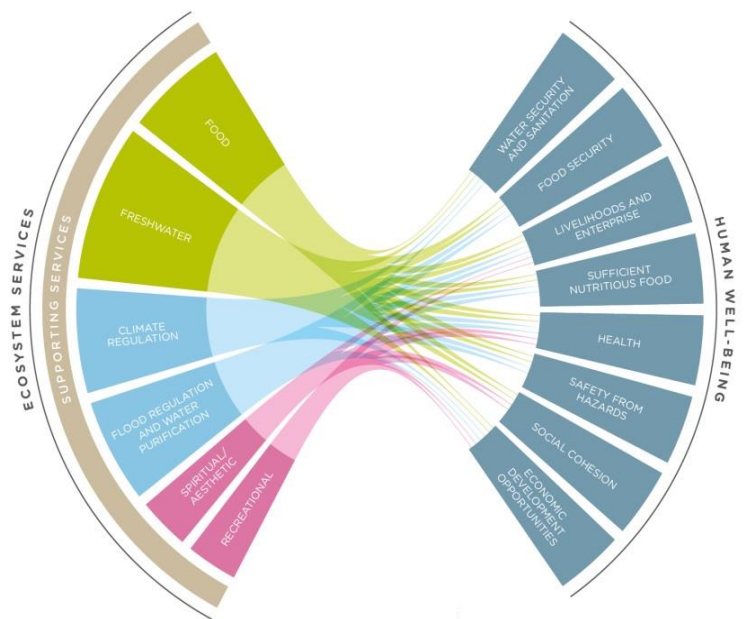 ECOSYSTEM SERVICES
SUPPORTING SERVICES
FOOD
FRESHWATER
CLIMATE
REGULATION
FLOOD REGULATION
AND WATER
PURIFICATION
SPIRITUAL/
AESTHETIC
RECREATIONAL
WATER SECURITY
AND SANITATION
FOOD SECURITY
LIVELIHOODS AND
ENTERPRISE
SUFFICIENT
NUTRITIOUS FOOD
HEALTH
SAFETY FROM
HAZARDS
SOCIAL COHESION
ECONOMIC
DEVELOPMENT
OPPORTUNITIES
HUMAN WELL-BEING